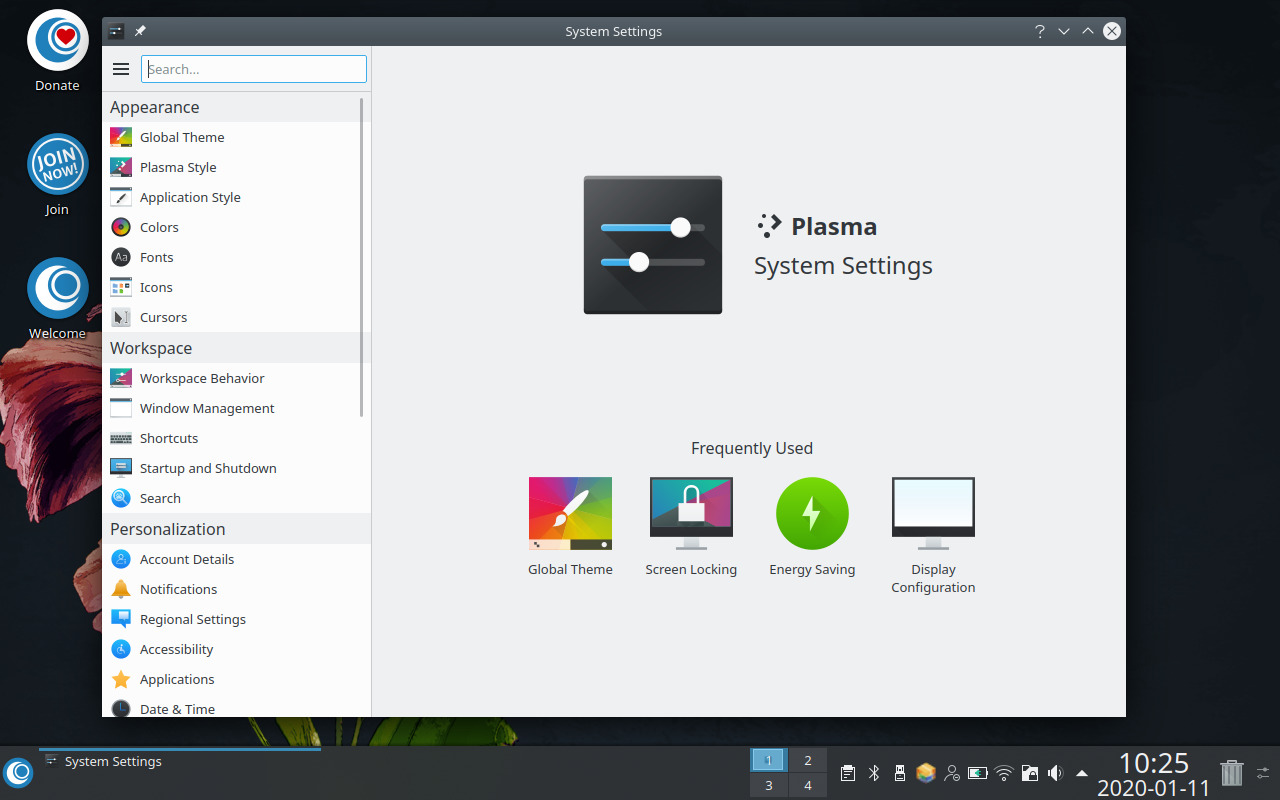 Donate
JOIN
NOW!
Join
Welcome
System Settings
Search...
Appearance
Global Theme
Plasma Style
Application Style
Colors
Aa
Fonts
Icons
Cursors
Workspace
Workspace Behavior
Window Management
Shortcuts
Startup and Shutdown
Search
Personalization
Account Details
Notifications
Regional Settings
Accessibility
Applications
Date & Time
Plasma
System Settings
Frequently Used
Global Theme
Screen Locking
Energy Saving
Display
Configuration
System Settings
1 2
3 4
10:25
2020-01-11